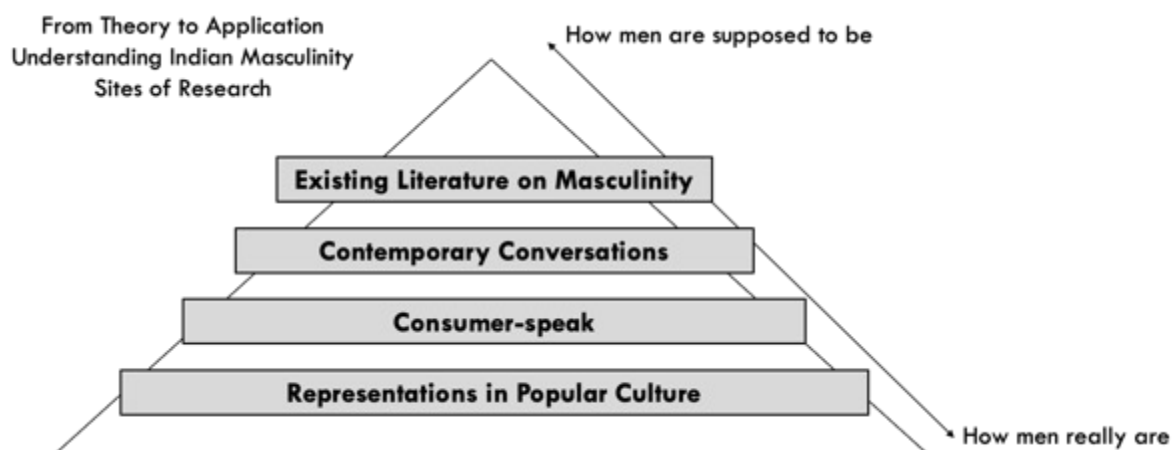 From Theory to Application
Understanding Indian Masculinity
Sites of Research
How men are supposed to be
Existing Literature on Masculinity
Contemporary Conversations
Consumer-speak
Representations in Popular Culture
How men really are